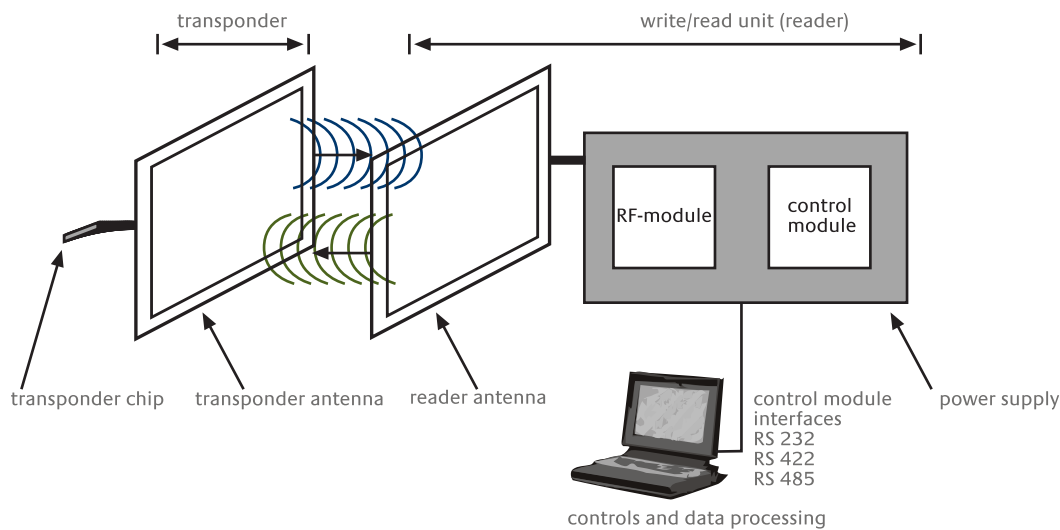 transponder
write/read unit (reader)
RF-module
control
module
transponder chip
transponder antenna
reader antenna
control module
interfaces
RS 232
RS 422
RS 485
power supply
controls and data processing